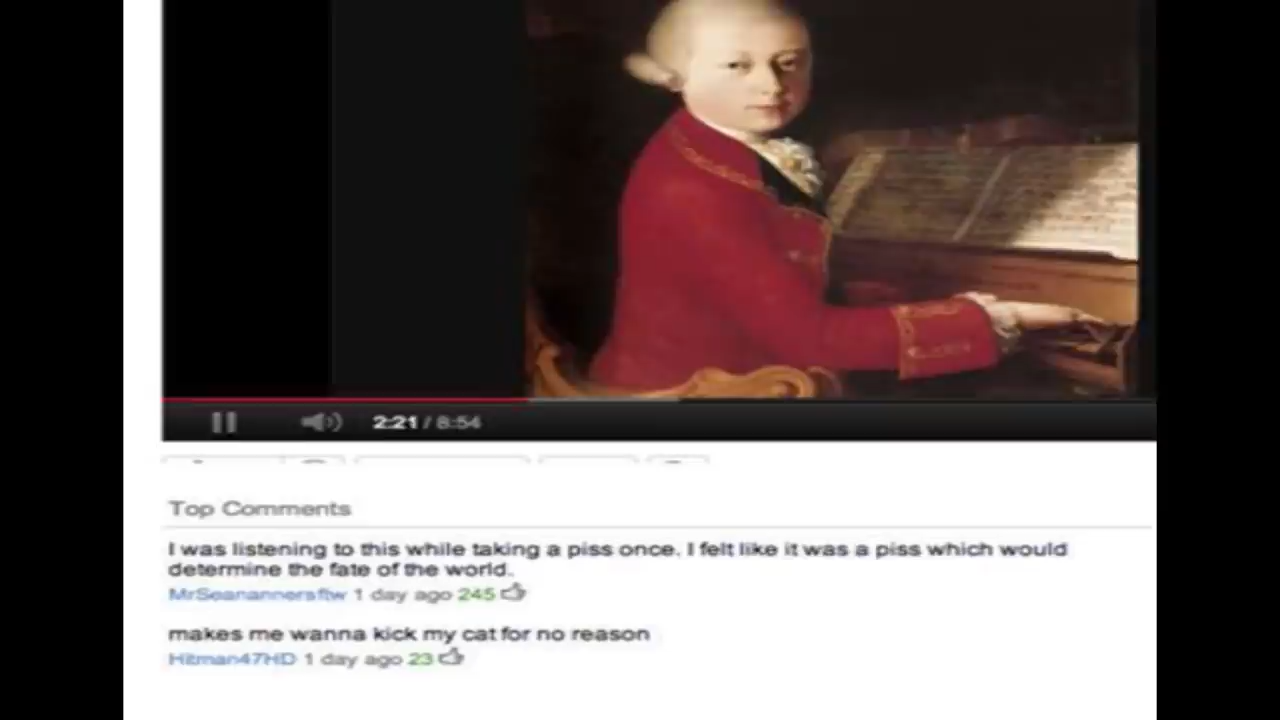 2:21 / 8:54
Top Comments
I was listening to this while taking a piss once. I felt like it was a piss which would
determine the fate of the world.
MrSeanannersftw 1 day ago 245
makes me wanna kick my cat for no reason
Hitman47HD 1 day ago 23